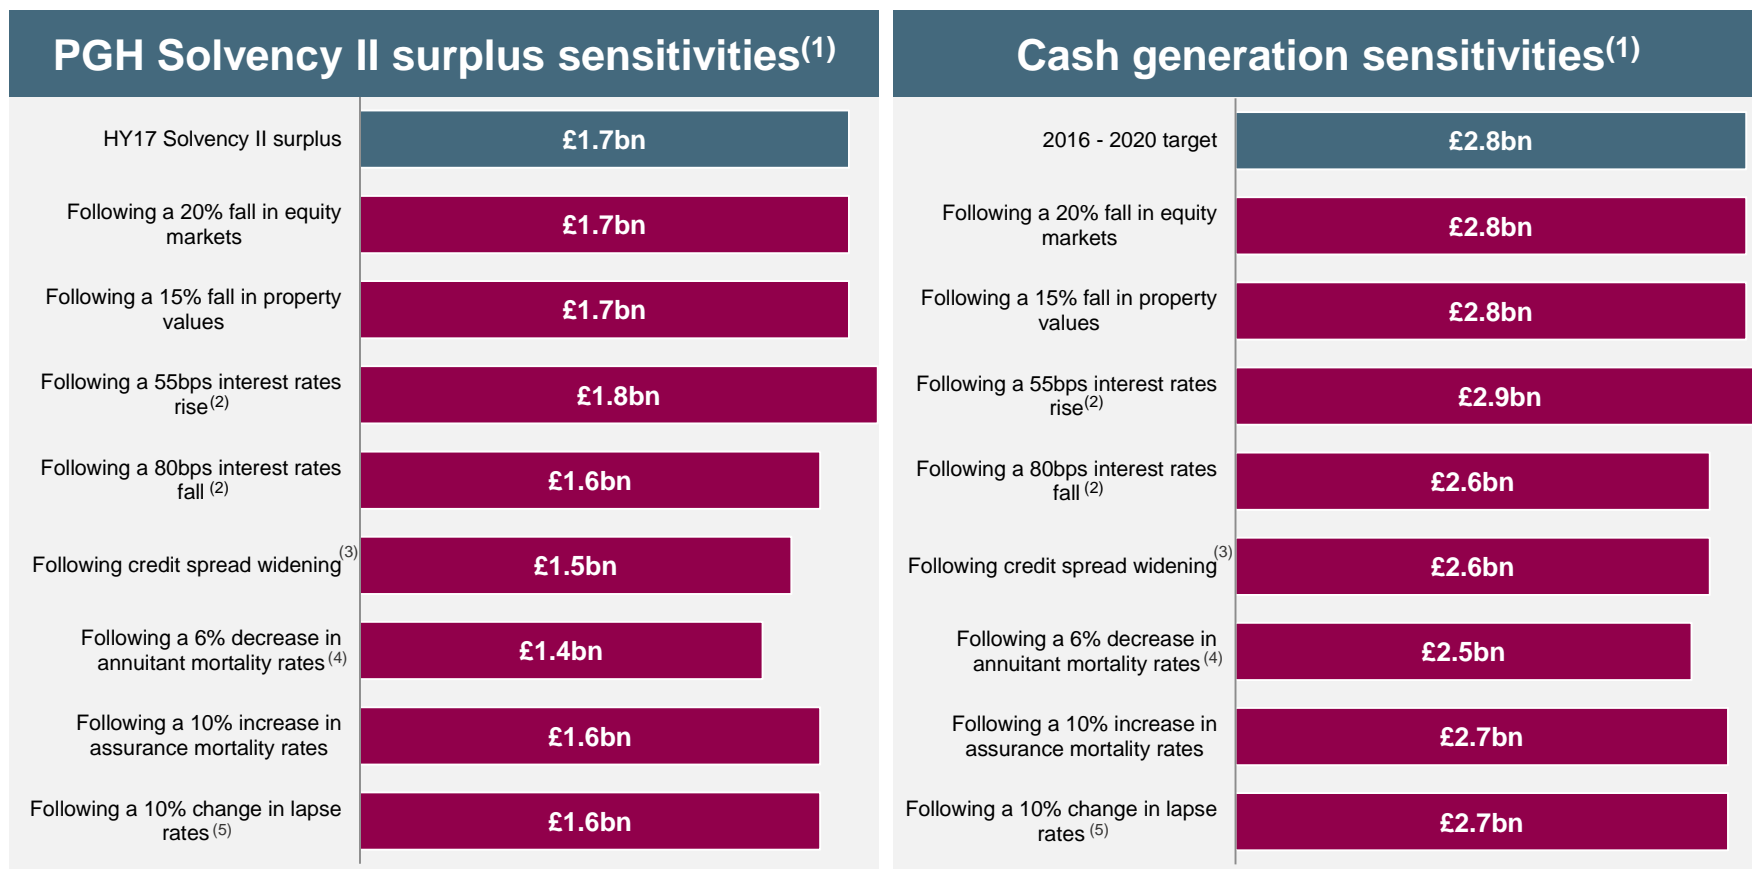 PGH Solvency II surplus sensitivities(1)
HY17 Solvency II surplus
£1.7bn
Following a 20% fall in equity
markets
£1.7bn
Following a 15% fall in property
values
£1.7bn
Following a 55bps interest rates
rise(2)
£1.8bn
Following a 80bps interest rates
fall (2)
£1.6bn
Following credit spread widening(3)
£1.5bn
Following a 6% decrease in
annuitant mortality rates (4)
£1.4bn
Following a 10% increase in
assurance mortality rates
£1.6bn
Following a 10% change in lapse
rates (5)
£1.6bn
Cash generation sensitivities(1)
2016 - 2020 target
£2.8bn
Following a 20% fall in equity
markets
£2.8bn
Following a 15% fall in property
values
£2.8bn
Following a 55bps interest rates
rise(2)
£2.9bn
Following a 80bps interest rates
fall (2)
£2.6bn
Following credit spread widening(3)
£2.6bn
Following a 6% decrease in
annuitant mortality rates (4)
£2.5bn
Following a 10% increase in
assurance mortality rates
£2.7bn
Following a 10% change in lapse
rates (5)
£2.7bn